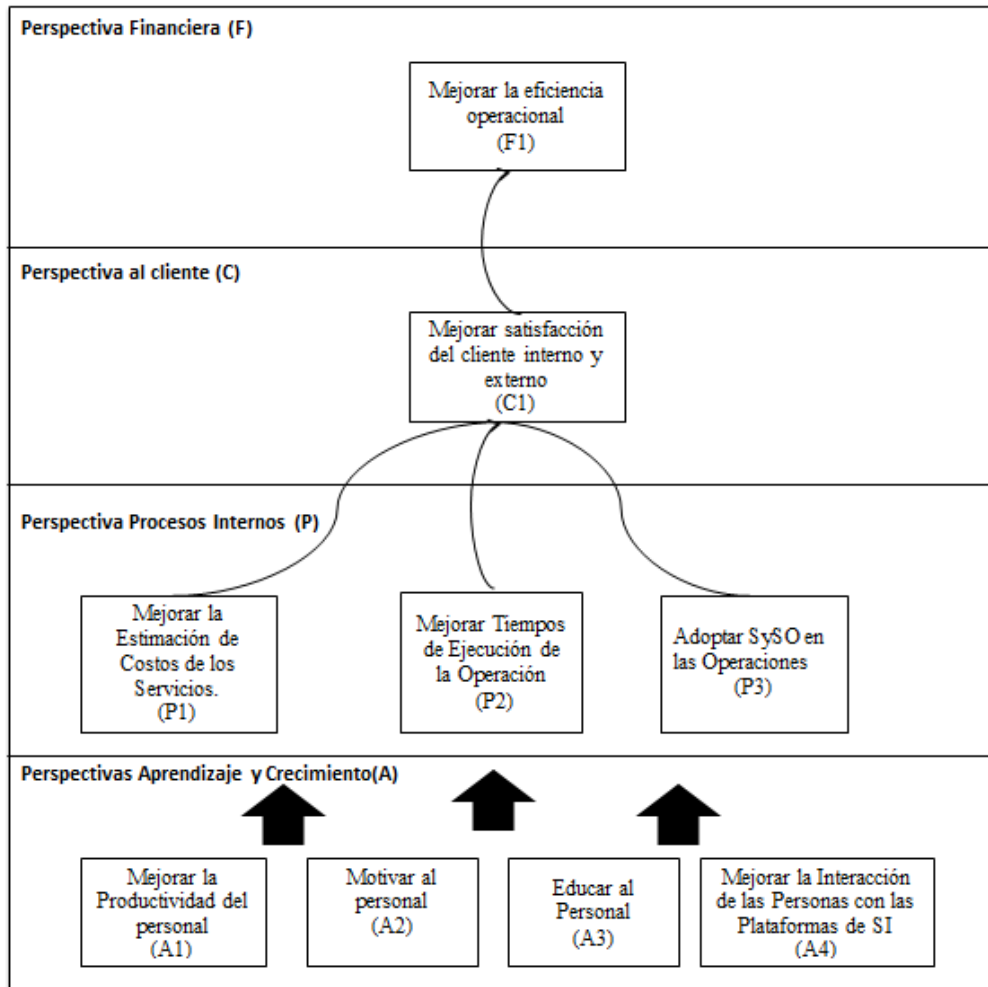 Perspectiva Financiera (F)
Mejorar la eficiencia
operacional
(F1)
Perspectiva al cliente (C)
Mejorar satisfacción
del cliente interno y
externo
(C1)
Perspectiva Procesos Internos (P)
Mejorar la
Estimación de
Costos de los
Servicios.
(P1)
Mejorar Tiempos
de Ejecución de
la Operación
(P2)
Adoptar SySO en
las Operaciones
(P3)
Perspectivas Aprendizaje y Crecimiento(A)
Mejorar la
Productividad del
personal
(A1)
Motivar al
personal
(A2)
Educar al
Personal
(A3)
Mejorar la Interacción
de las Personas con las
Plataformas de SI
(A4)